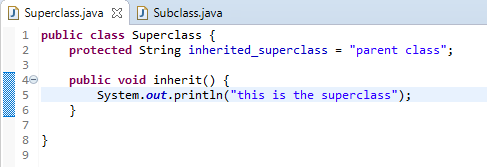 Superclass.java Subclass.java
1 public class Superclass {
2 protected String inherited_superclass = "parent class";
3
4 public void inherit() {
5 System.out.println("this is the superclass");
6 }
7
8 }
9